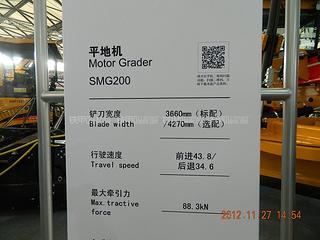 平地机
Motor Grader
SMG200
铲刀宽度 3660mm（标配）
Blade width /4270mm（选配）
行驶速度 前进43.8/
Travel speed 后退34.6
最大牵引力
Max.tractive 88.3kN
force
2012.11.27 14:54